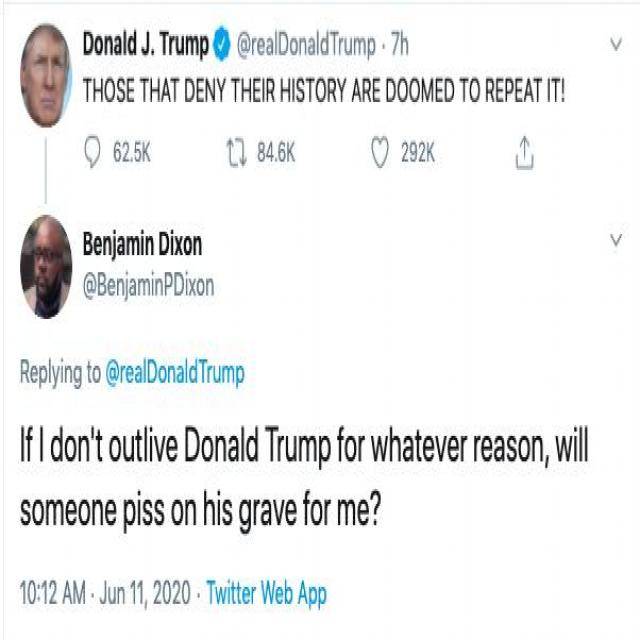 Donald J. Trump @realDonaldTrump · 7h
THOSE THAT DENY THEIR HISTORY ARE DOOMED TO REPEAT IT!
62.5K 84.6K 292K
Benjamin Dixon
@BenjaminPDixon
Replying to @realDonaldTrump
If I don't outlive Donald Trump for whatever reason, will
someone piss on his grave for me?
10:12 AM · Jun 11, 2020 · Twitter Web App